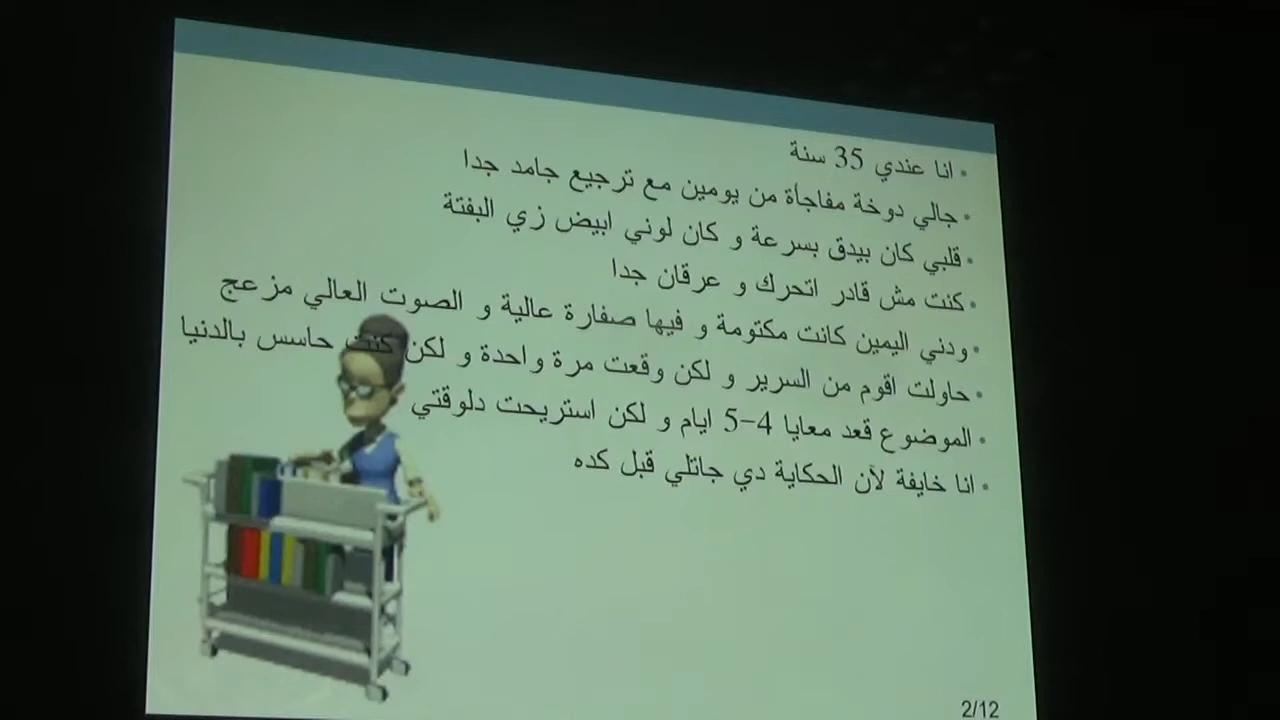 • انا عندي 35 سنة
• جالي دوخة مفاجأة من يومين مع ترجيع جامد جدا
• قلبي كان بيدق بسرعة و كان لوني ابيض زي البفتة
• كنت مش قادر اتحرك و عرقان جدا
• ودني اليمين كانت مكتومة و فيها صفارة عالية و الصوت العالي مزعج
• حاولت اقوم من السرير و لكن وقعت مرة واحدة و لكن كنت حاسس بالدنيا
• الموضوع قعد معايا 4-5 ايام و لكن استريحت دلوقتي
• انا خايفة لآن الحكاية دي جاتلي قبل كده
2/12